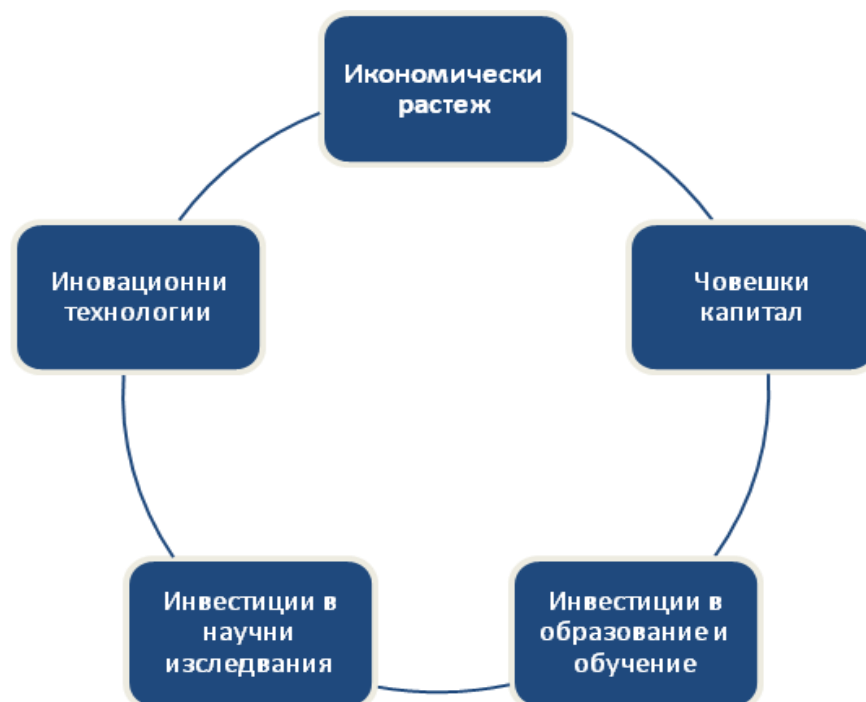 Икономически
растеж
Човешки
капитал
Инвестиции в
образование и
обучение
Инвестиции в
научни
изследвания
Иновационни
технологии